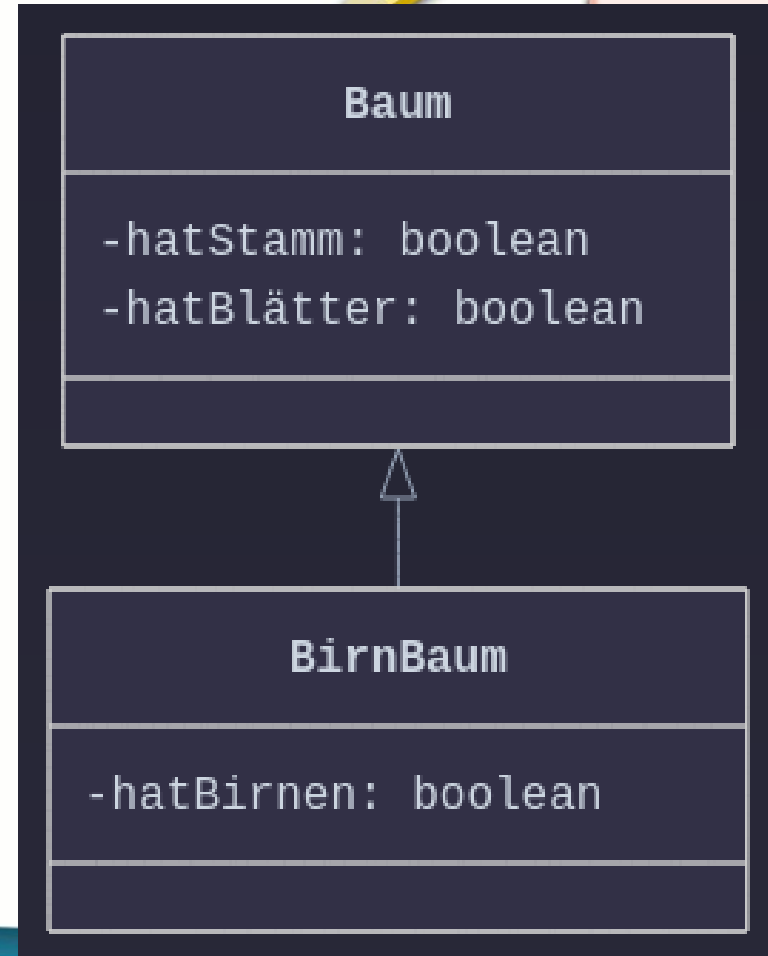 Baum
-hatStamm: boolean
-hatBlätter: boolean
BirnBaum
-hatBirnen: boolean